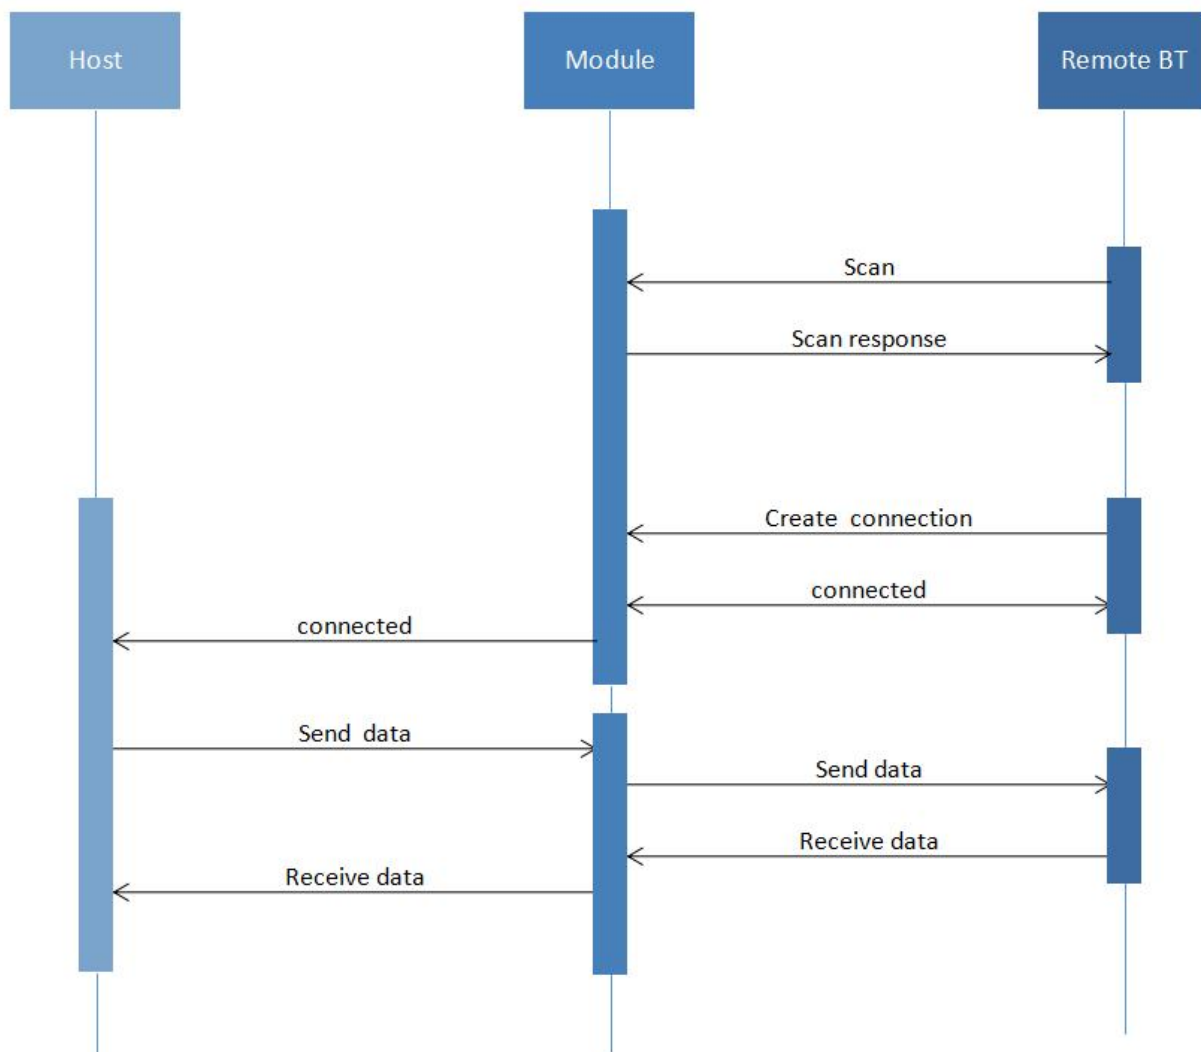 Host
Module
Remote BT
Scan
Scan response
Create connection
connected
connected
Send data
Send data
Receive data
Receive data